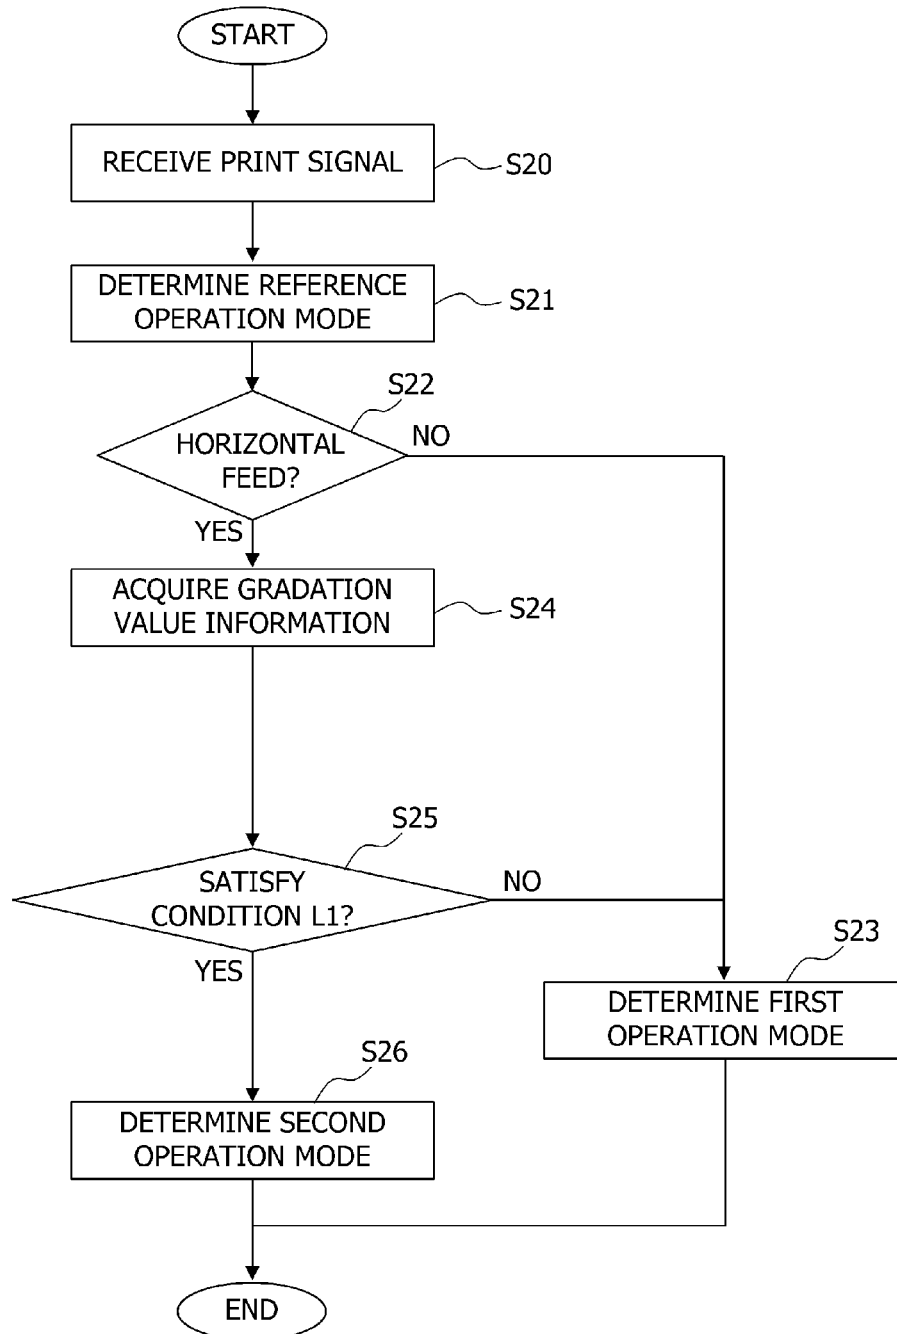 START
RECEIVE PRINT SIGNAL
S20
DETERMINE REFERENCE
OPERATION MODE
S21
S22
HORIZONTAL
FEED?
NO
YES
ACQUIRE GRADATION
VALUE INFORMATION
S24
S25
SATISFY
CONDITION L1?
NO
YES
S23
DETERMINE FIRST
OPERATION MODE
S26
DETERMINE SECOND
OPERATION MODE
END